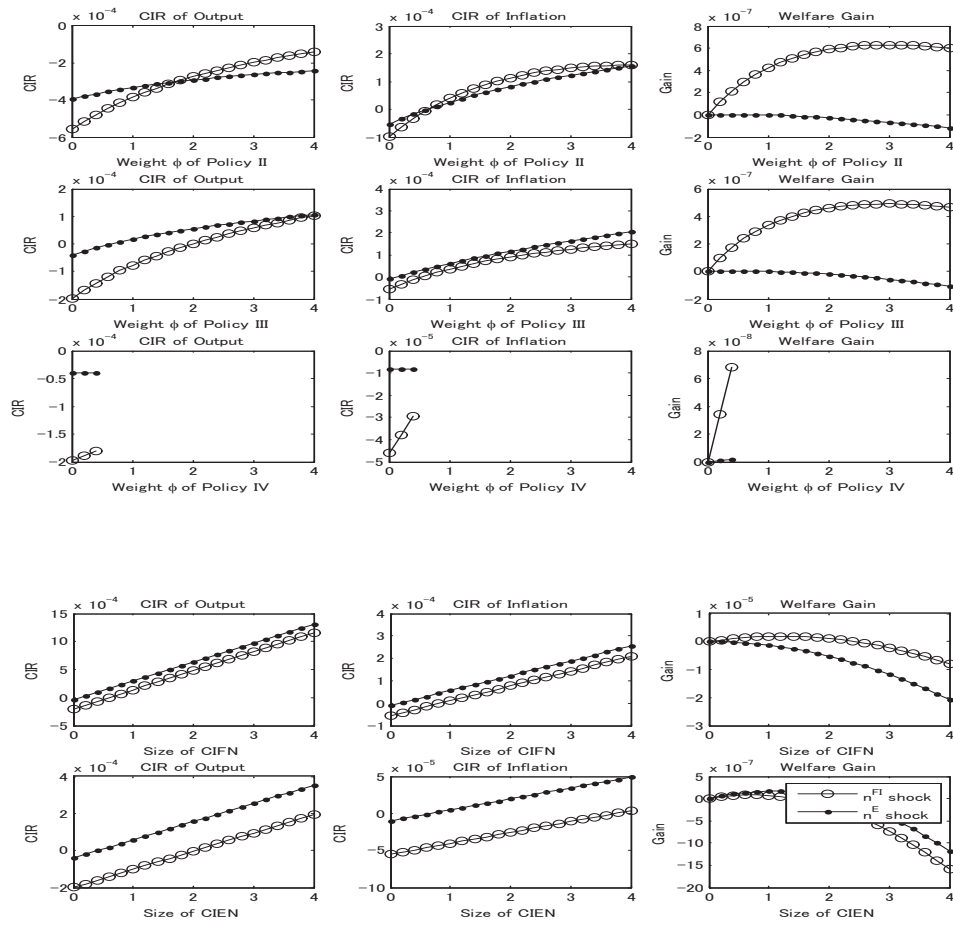 × 10⁻⁴
CIR of Output
0
−2
−4
−6
CIR
0 1 2 3 4
Weight ϕ of Policy II
× 10⁻⁴
CIR of Inflation
3
2
1
0
−1
CIR
0 1 2 3 4
Weight ϕ of Policy II
× 10⁻⁷
Welfare Gain
8
6
4
2
0
−2
Gain
0 1 2 3 4
Weight ϕ of Policy II
× 10⁻⁴
CIR of Output
2
1
0
−1
−2
CIR
0 1 2 3 4
Weight ϕ of Policy III
× 10⁻⁴
CIR of Inflation
4
3
2
1
0
−1
CIR
0 1 2 3 4
Weight ϕ of Policy III
× 10⁻⁷
Welfare Gain
6
4
2
0
−2
Gain
0 1 2 3 4
Weight ϕ of Policy III
× 10⁻⁴
CIR of Output
0
−0.5
−1
−1.5
−2
CIR
0 1 2 3 4
Weight ϕ of Policy IV
× 10⁻⁵
CIR of Inflation
0
−1
−2
−3
−4
−5
CIR
0 1 2 3 4
Weight ϕ of Policy IV
× 10⁻⁸
Welfare Gain
8
6
4
2
0
Gain
0 1 2 3 4
Weight ϕ of Policy IV
× 10⁻⁴
CIR of Output
15
10
5
0
−5
CIR
0 1 2 3 4
Size of CIFN
× 10⁻⁴
CIR of Inflation
4
3
2
1
0
−1
CIR
0 1 2 3 4
Size of CIFN
× 10⁻⁵
Welfare Gain
1
0
−1
−2
−3
Gain
0 1 2 3 4
Size of CIFN
× 10⁻⁴
CIR of Output
4
2
0
−2
CIR
0 1 2 3 4
Size of CIEN
× 10⁻⁵
CIR of Inflation
5
0
−5
−10
CIR
0 1 2 3 4
Size of CIEN
× 10⁻⁷
Welfare Gain
5
0
−5
−10
−15
−20
Gain
n^FI shock
n^E shock
0 1 2 3 4
Size of CIEN